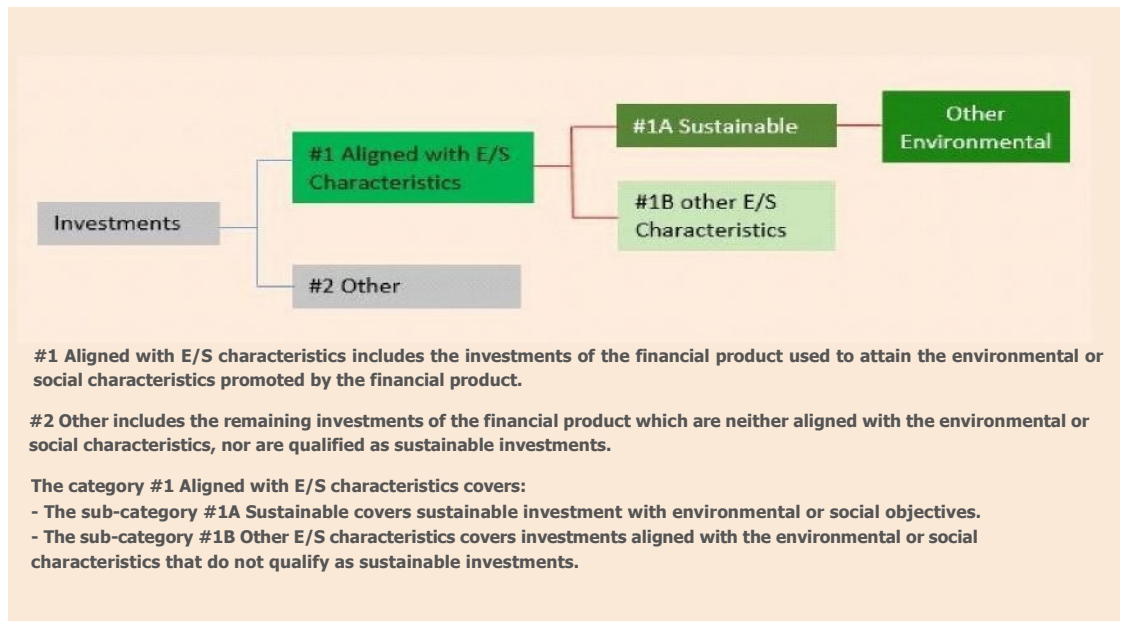 Other
Environmental
#1A Sustainable
#1 Aligned with E/S
Characteristics
#1B other E/S
Characteristics
Investments
#2 Other
#1 Aligned with E/S characteristics includes the investments of the financial product used to attain the environmental or
social characteristics promoted by the financial product.
#2 Other includes the remaining investments of the financial product which are neither aligned with the environmental or
social characteristics, nor are qualified as sustainable investments.
The category #1 Aligned with E/S characteristics covers:
- The sub-category #1A Sustainable covers sustainable investment with environmental or social objectives.
- The sub-category #1B Other E/S characteristics covers investments aligned with the environmental or social
characteristics that do not qualify as sustainable investments.